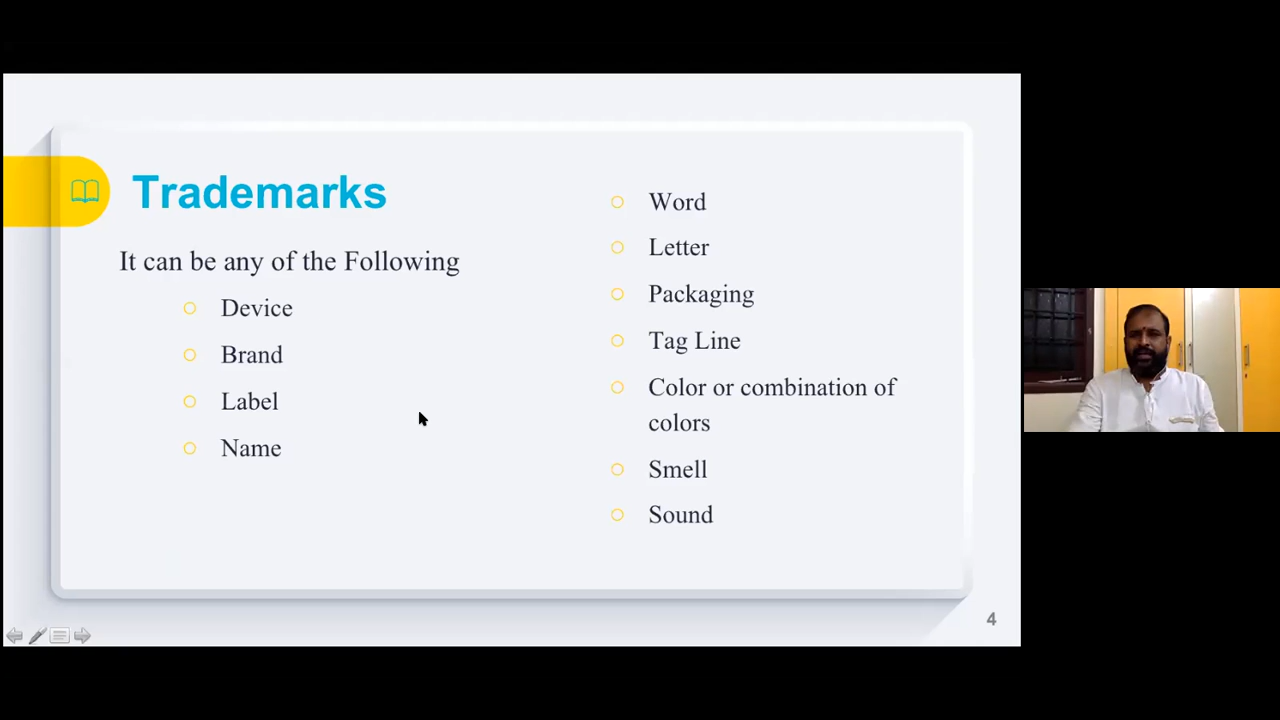 Trademarks
It can be any of the Following
Device
Brand
Label
Name
Word
Letter
Packaging
Tag Line
Color or combination of
colors
Smell
Sound
4